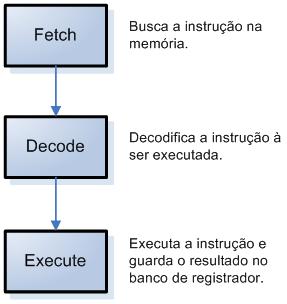 Fetch
Busca a instrução na
memória.
Decode
Decodifica a instrução à
ser executada.
Execute
Executa a instrução e
guarda o resultado no
banco de registrador.